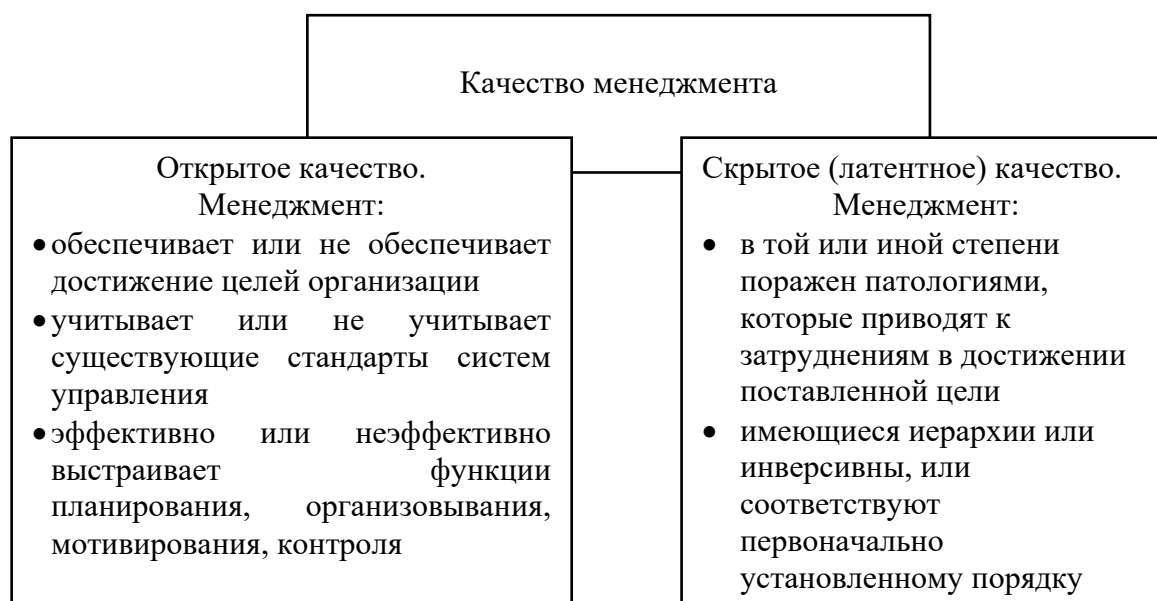 Качество менеджмента
Открытое качество.
Менеджмент:
•обеспечивает или не обеспечивает
достижение целей организации
•учитывает или не учитывает
существующие стандарты систем
управления
•эффективно или неэффективно
выстраивает функции
планирования, организовывания,
мотивирования, контроля
Скрытое (латентное) качество.
Менеджмент:
• в той или иной степени
поражен патологиями,
которые приводят к
затруднениям в достижении
поставленной цели
• имеющиеся иерархии или
инверсивны, или
соответствуют
первоначально
установленному порядку